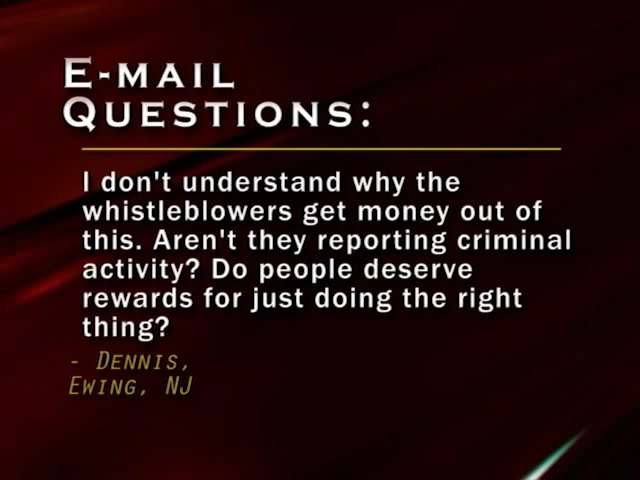 E-MAIL
QUESTIONS:
I don't understand why the
whistleblowers get money out of
this. Aren't they reporting criminal
activity? Do people deserve
rewards for just doing the right
thing?
- DENNIS,
EWING, NJ